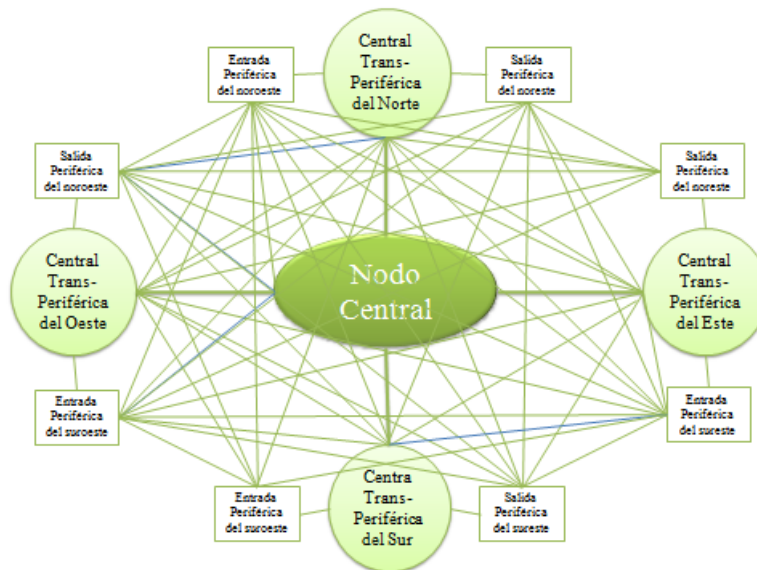 Entrada
Periférica
del noroeste
Central
Trans-
Periférica
del Norte
Salida
Periférica
del noreste
Salida
Periférica
del noroeste
Salida
Periférica
del noreste
Central
Trans-
Periférica
del Oeste
Nodo
Central
Central
Trans-
Periférica
del Este
Entrada
Periférica
del suroeste
Entrada
Periférica
del sureste
Entrada
Periférica
del suroeste
Centra
Trans-
Periférica
del Sur
Salida
Periférica
del sureste